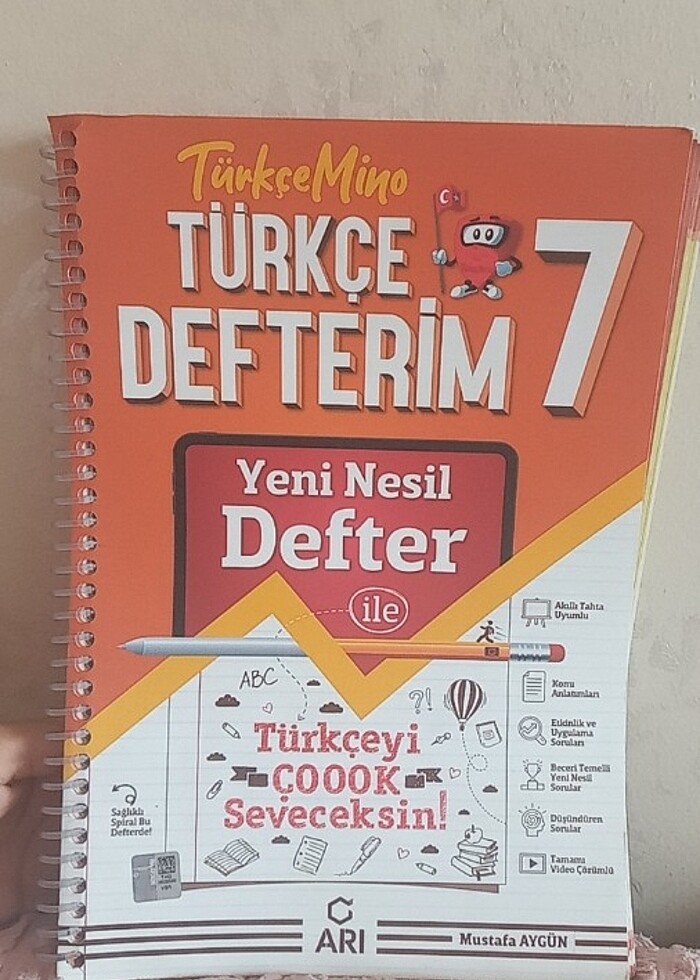 TürkçeMino
TÜRKÇE
DEFTERİM 7
Yeni Nesil
Defter
ile
ABC
?!
Türkçeyi
ÇOOOK
Seveceksin!
Sağlıklı
Spiral Bu
Defterde!
Akıllı Tahta
Uyumlu
Konu
Anlatımları
Etkinlik ve
Uygulama
Soruları
Beceri Temelli
Yeni Nesil
Sorular
Düşündüren
Sorular
Tamamı
Video Çözümlü
ARI
Mustafa AYGÜN